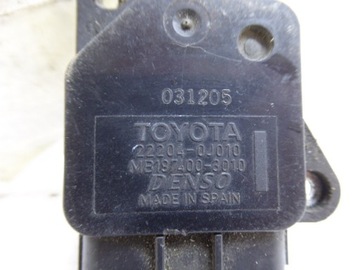 031205
TOYOTA
22204-0J010
MB197400-3010
DENSO
MADE IN SPAIN